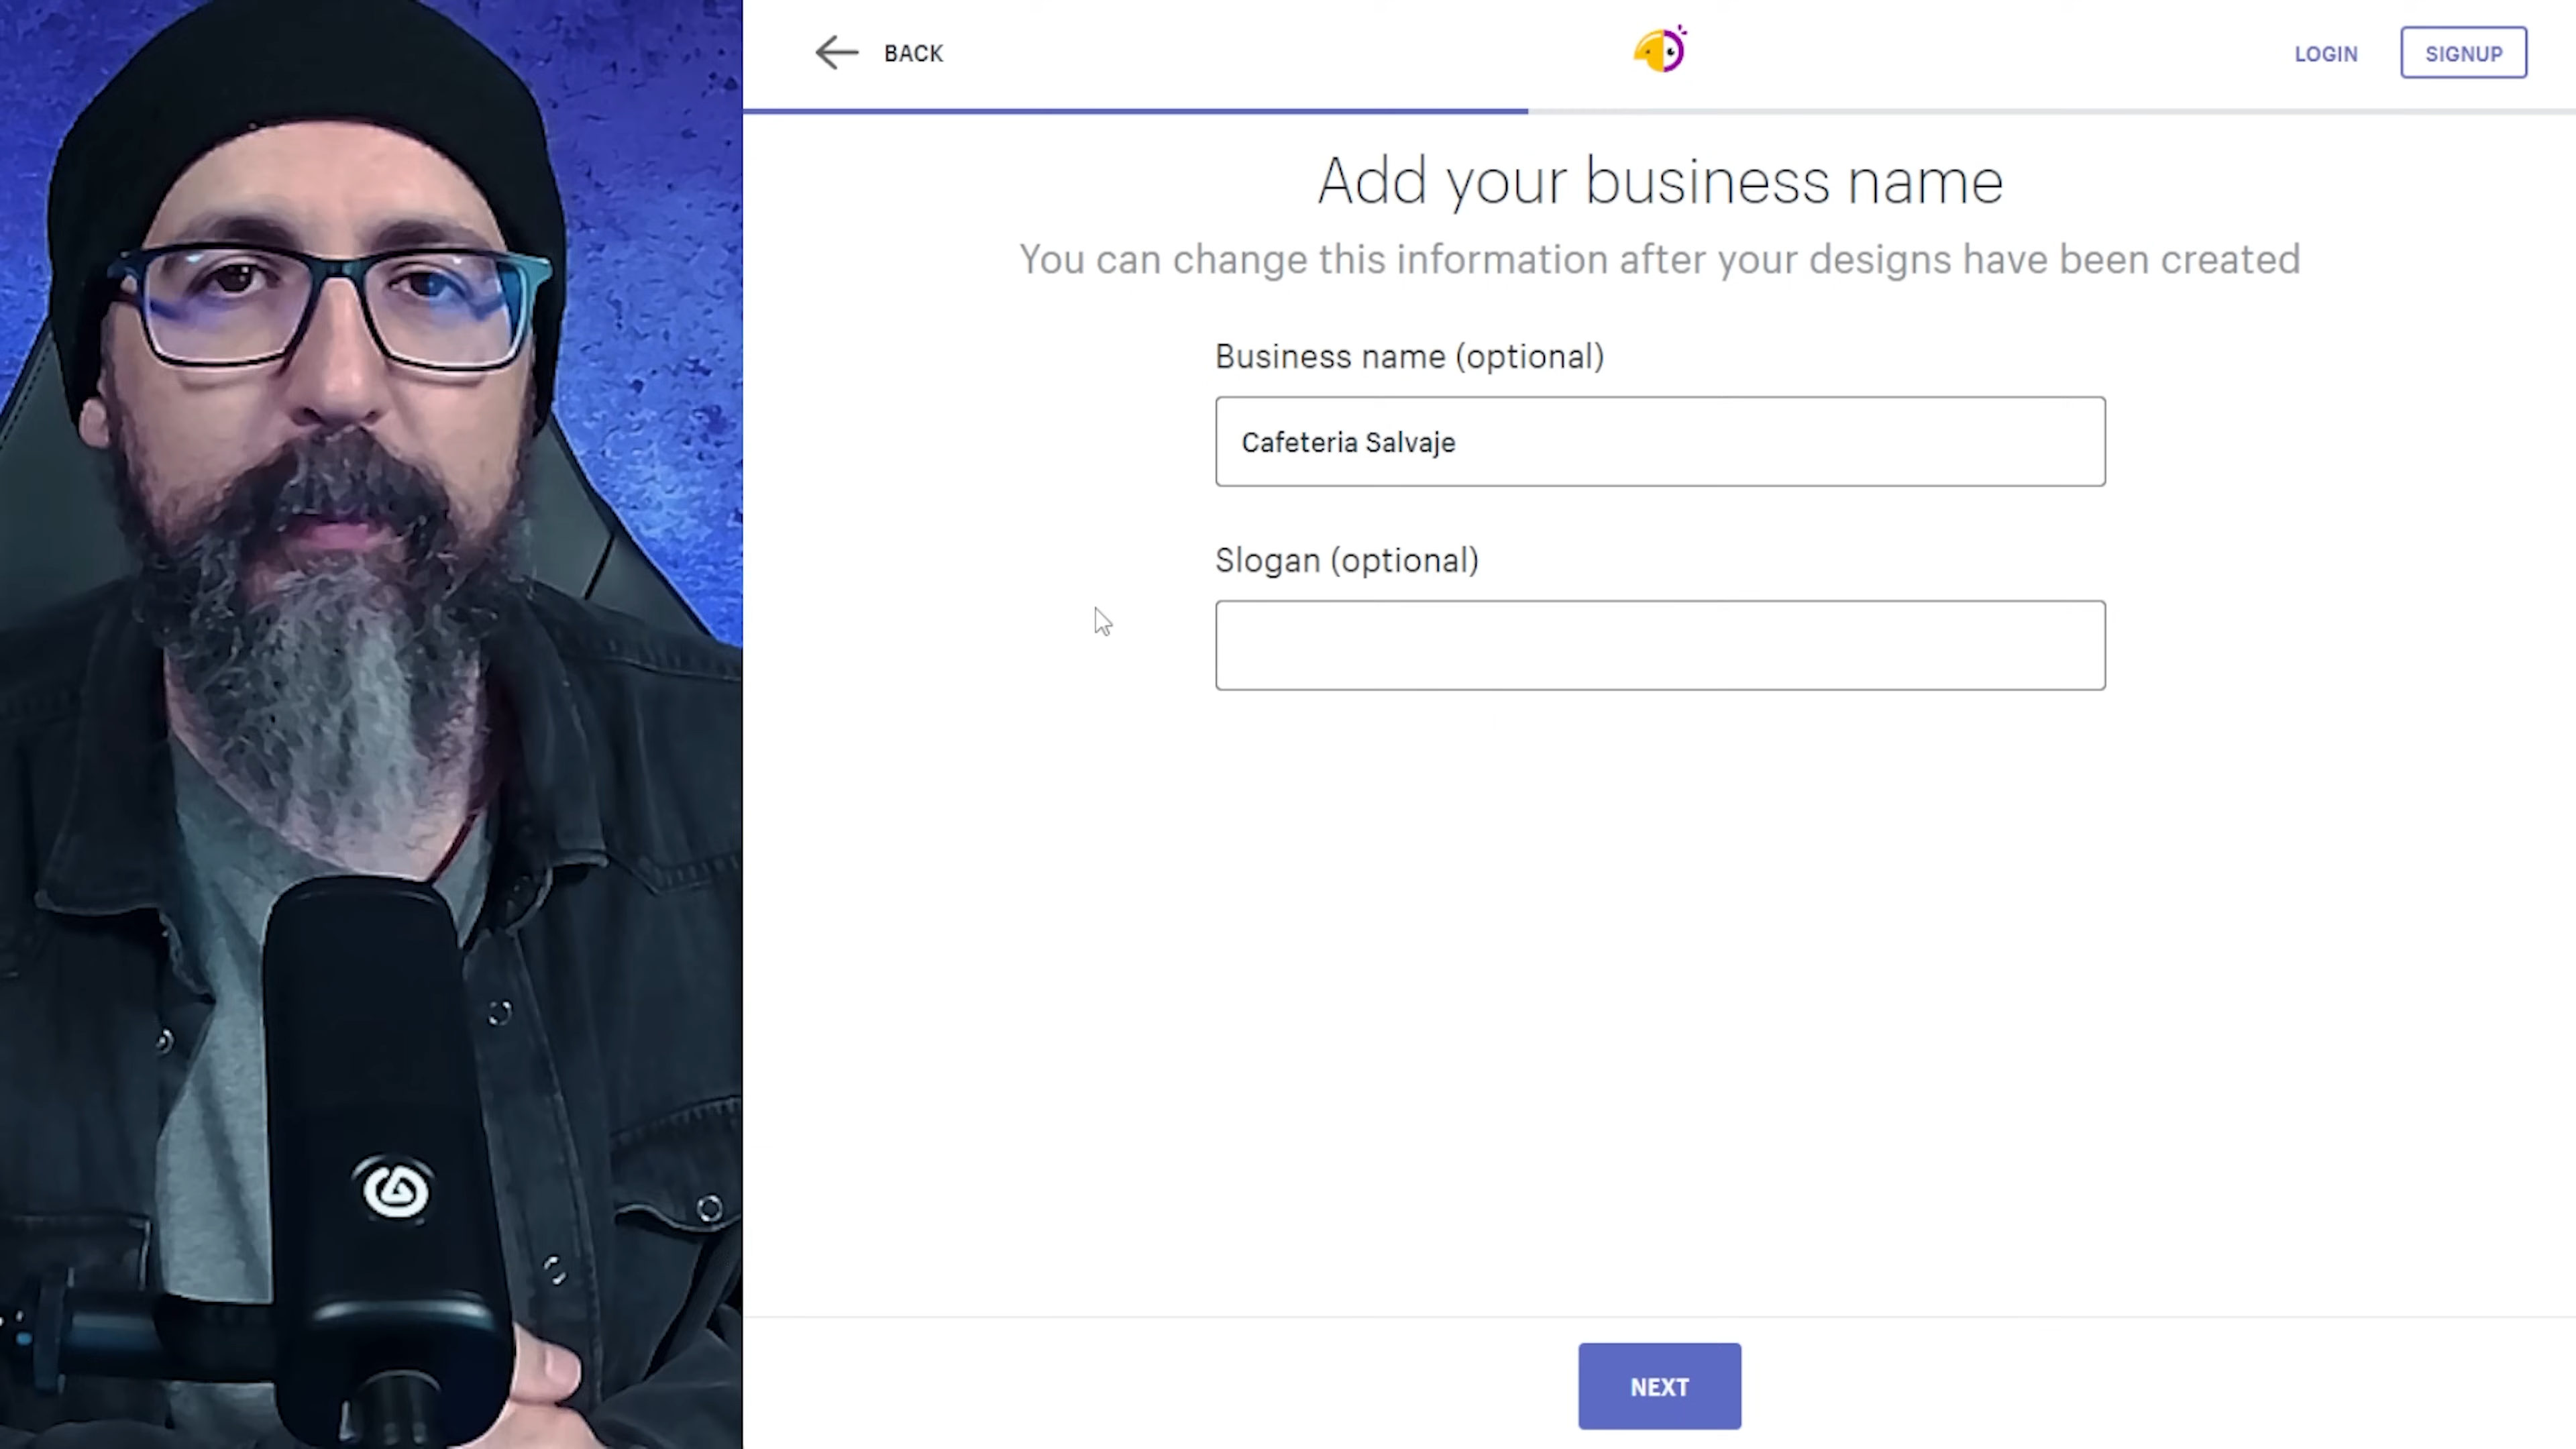 BACK
LOGIN
SIGNUP
Add your business name
You can change this information after your designs have been created
Business name (optional)
Cafeteria Salvaje
Slogan (optional)
NEXT